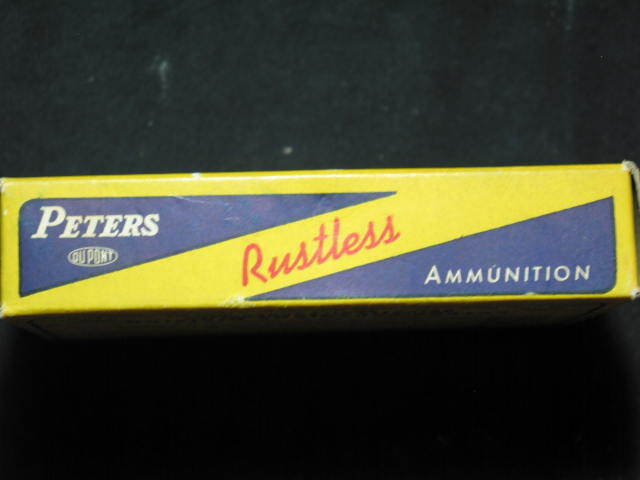 PETERS
DU PONT
Rustless
AMMUNITION